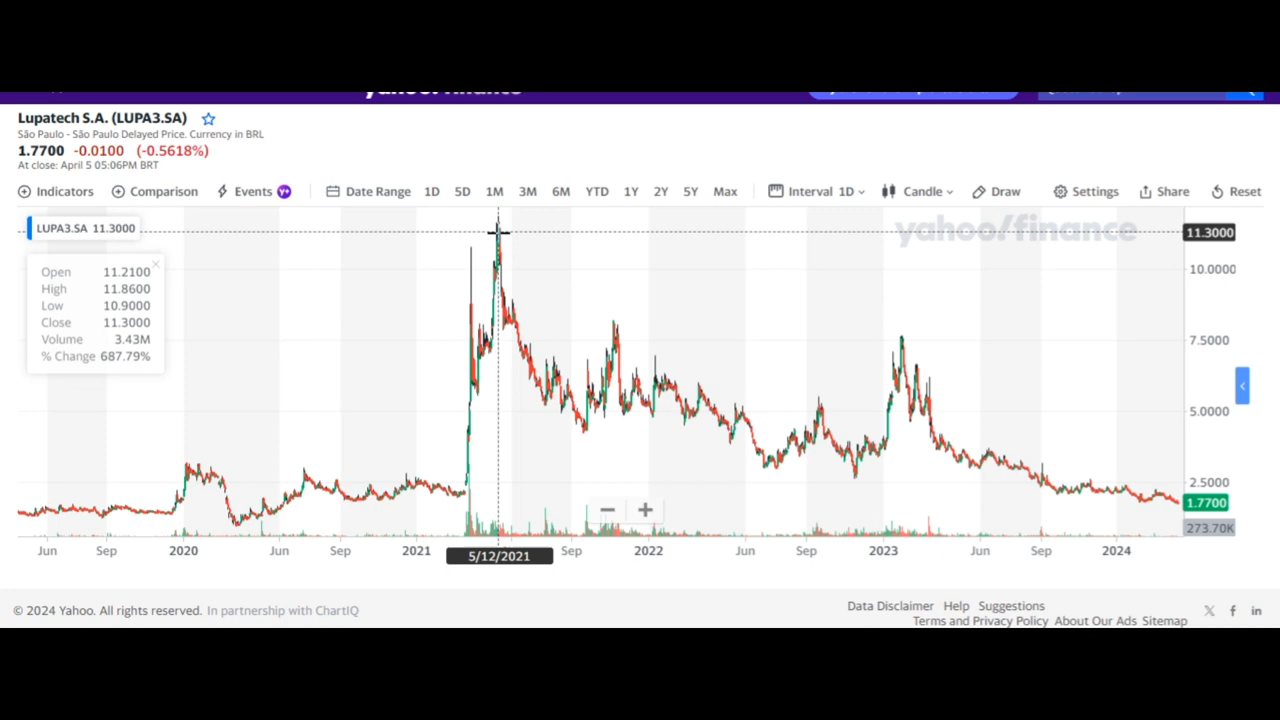 yahoo/finance
Lupatech S.A. (LUPA3.SA)
São Paulo - São Paulo Delayed Price. Currency in BRL
1.7700 -0.0100 (-0.5618%)
At close: April 5 05:06PM BRT
Indicators Comparison Events Y+ Date Range 1D 5D 1M 3M 6M YTD 1Y 2Y 5Y Max Interval 1D Candle Draw Settings Share Reset
LUPA3.SA 11.3000
yahoo/finance
11.3000
Open 11.2100
High 11.8600
Low 10.9000
Close 11.3000
Volume 3.43M
% Change 687.79%
10.0000
7.5000
5.0000
2.5000
1.7700
273.70K
Jun Sep 2020 Jun Sep 2021 5/12/2021 Sep 2022 Jun Sep 2023 Jun Sep 2024
© 2024 Yahoo. All rights reserved. In partnership with ChartIQ
Data Disclaimer Help Suggestions
Terms and Privacy Policy About Our Ads Sitemap